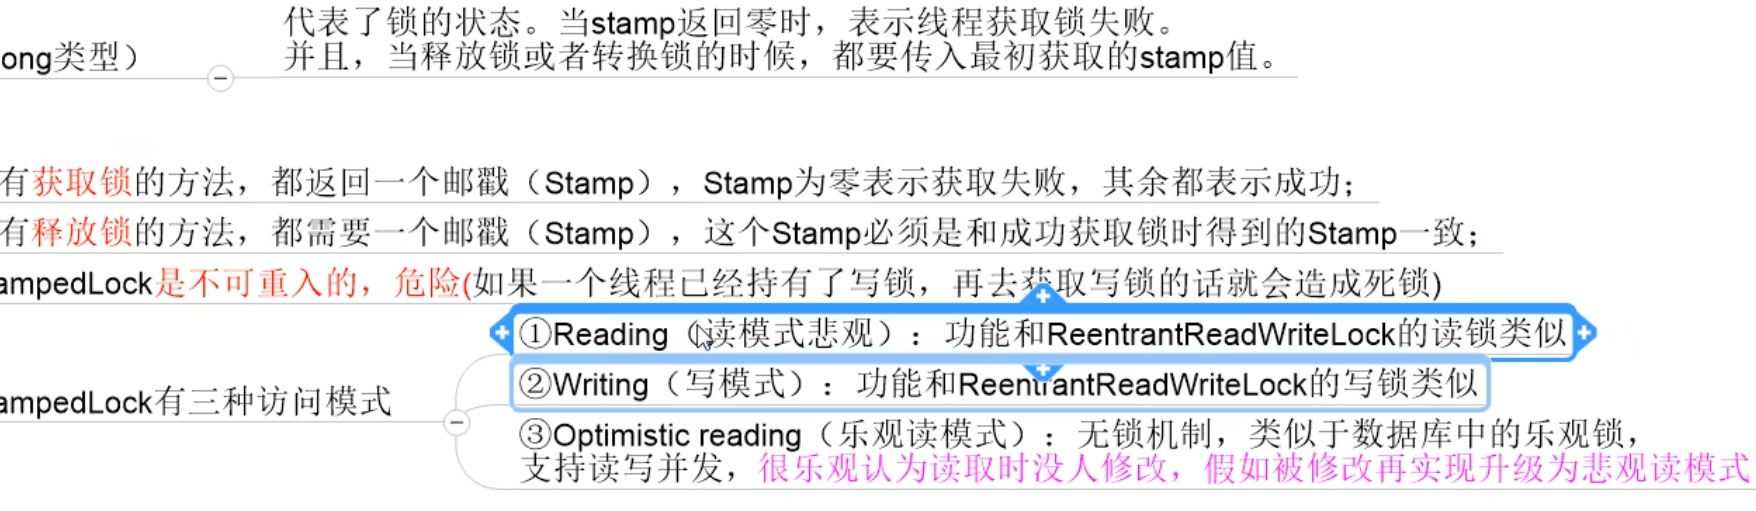 代表了锁的状态。当stamp返回零时，表示线程获取锁失败。
ong类型）
并且，当释放锁或者转换锁的时候，都要传入最初获取的stamp值。
有获取锁的方法，都返回一个邮戳（Stamp），Stamp为零表示获取失败，其余都表示成功；
有释放锁的方法，都需要一个邮戳（Stamp），这个Stamp必须是和成功获取锁时得到的Stamp一致；
ampedLock是不可重入的，危险(如果一个线程已经持有了写锁，再去获取写锁的话就会造成死锁)
①Reading（读模式悲观）：功能和ReentrantReadWriteLock的读锁类似
②Writing（写模式）：功能和ReentrantReadWriteLock的写锁类似
ampedLock有三种访问模式
③Optimistic reading（乐观读模式）：无锁机制，类似于数据库中的乐观锁，
支持读写并发，很乐观认为读取时没人修改，假如被修改再实现升级为悲观读模式